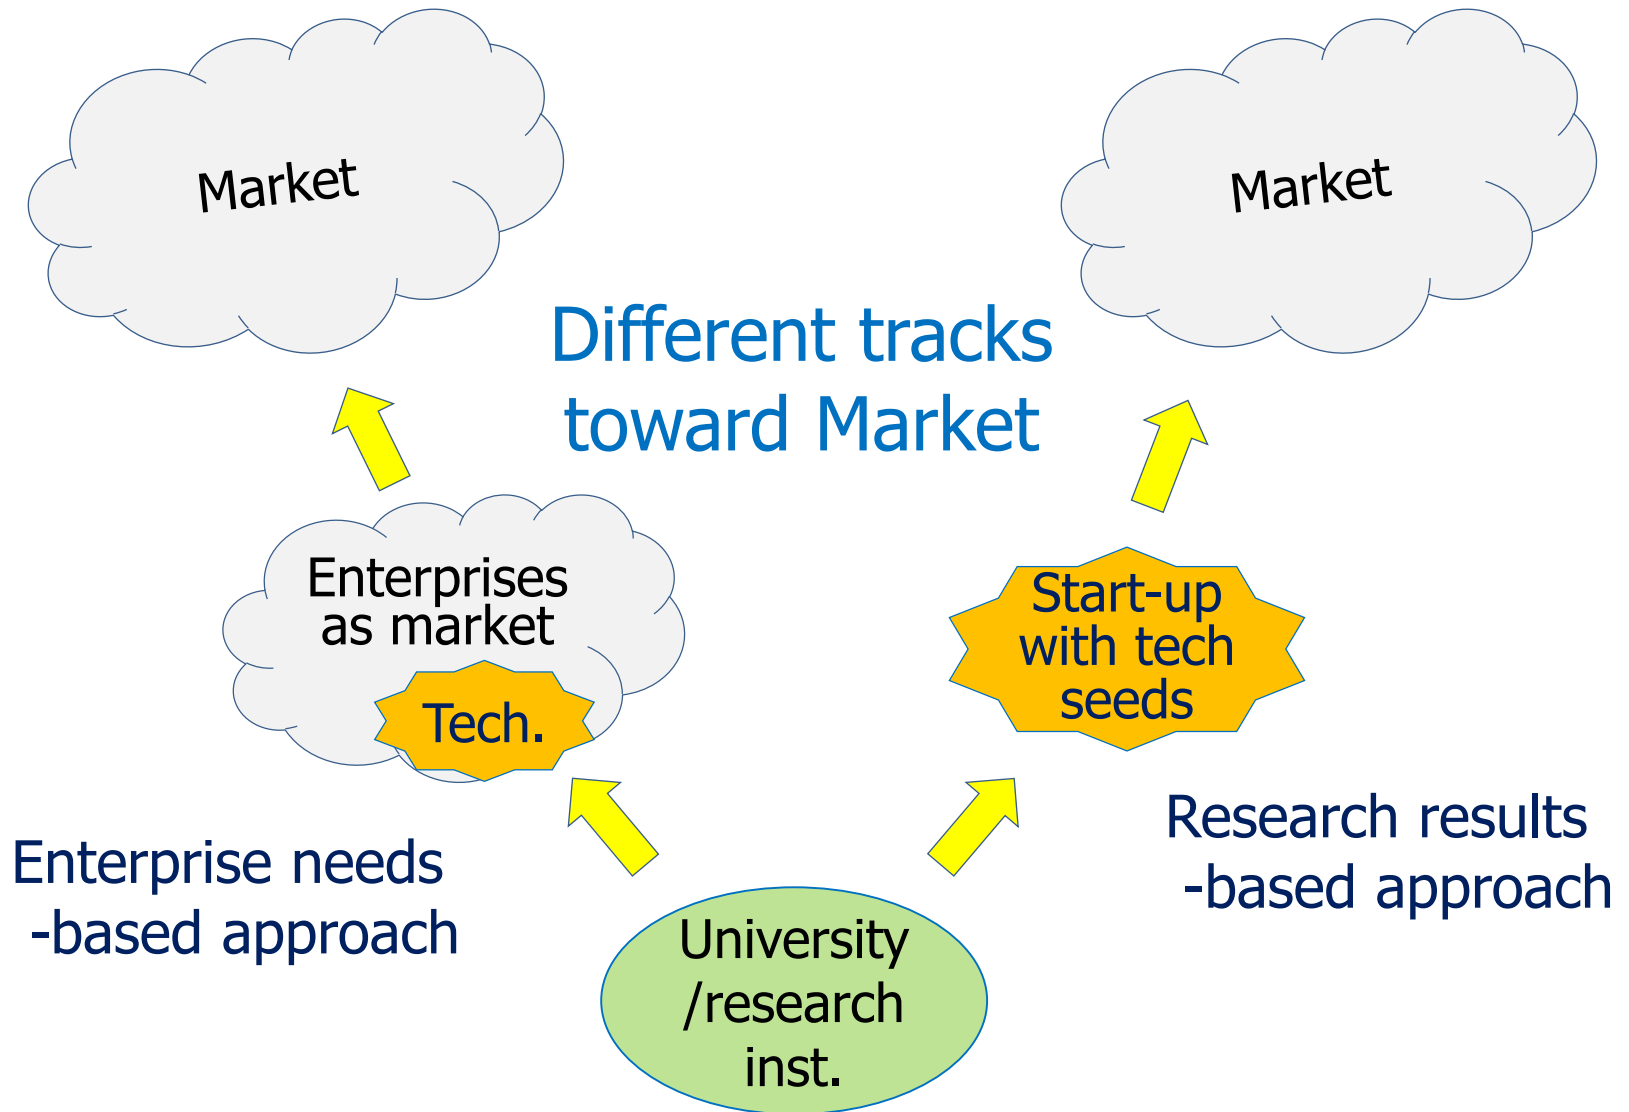 Market
Market
Different tracks
toward Market
Enterprises
as market
Tech.
Start-up
with tech
seeds
Enterprise needs
-based approach
Research results
-based approach
University
/research
inst.